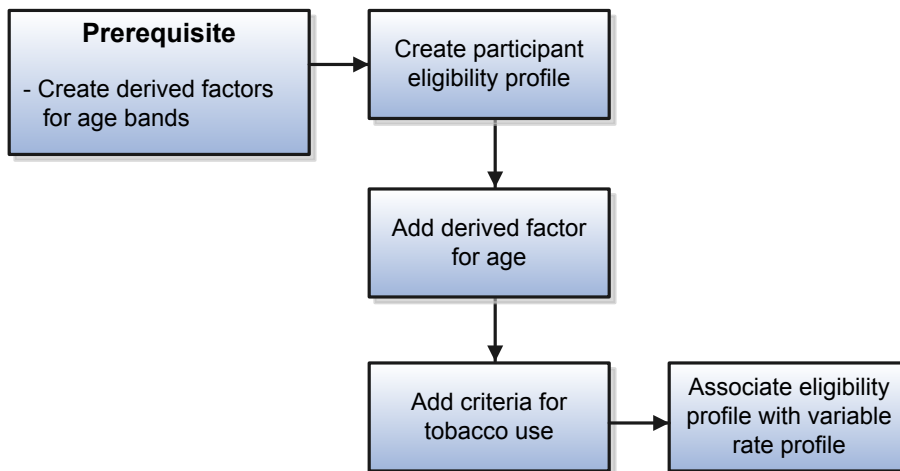 Prerequisite
- Create derived factors
for age bands
Create participant
eligibility profile
Add derived factor
for age
Add criteria for
tobacco use
Associate eligibility
profile with variable
rate profile